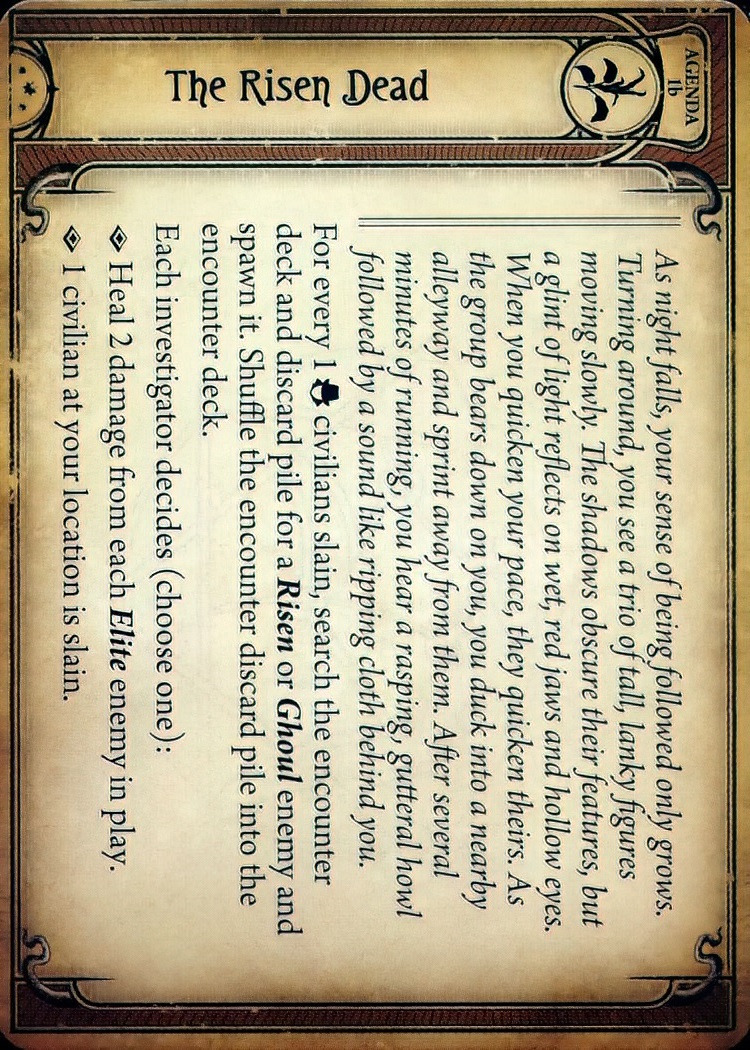 AGENDA
1b
The Risen Dead
As night falls, your sense of being followed only grows.
Turning around, you see a trio of tall, lanky figures
moving slowly. The shadows obscure their features, but
a glint of light reflects on wet, red jaws and hollow eyes.
When you quicken your pace, they quicken theirs. As
the group bears down on you, you duck into a nearby
alleyway and sprint away from them. After several
minutes of running, you hear a rasping, gutteral howl
followed by a sound like ripping cloth behind you.
For every 1 civilians slain, search the encounter
deck and discard pile for a Risen or Ghoul enemy and
spawn it. Shuffle the encounter discard pile into the
encounter deck.
Each investigator decides (choose one):
Heal 2 damage from each Elite enemy in play.
1 civilian at your location is slain.